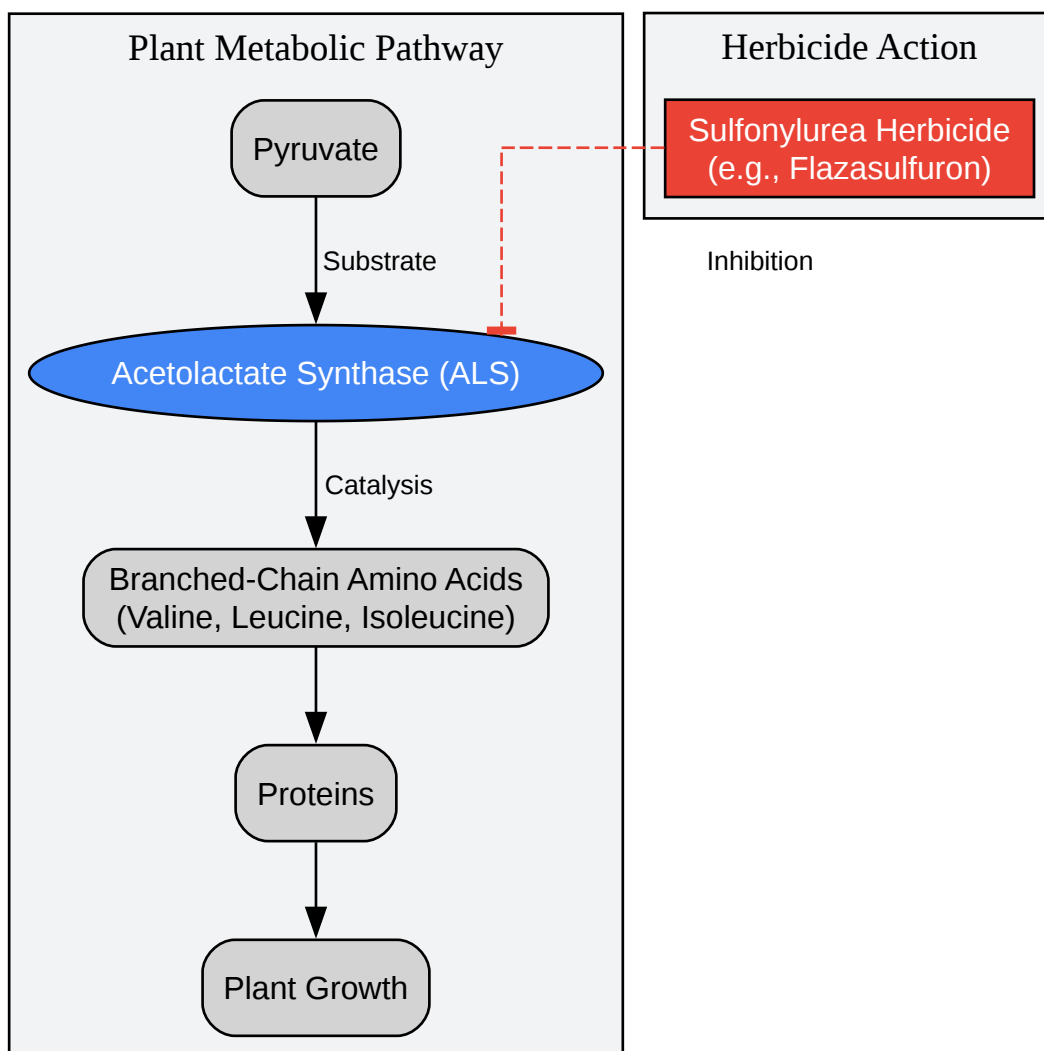 Plant Metabolic Pathway
Herbicide Action
Pyruvate
Sulfonylurea Herbicide
(e.g., Flazasulfuron)
Substrate
Inhibition
Acetolactate Synthase (ALS)
Catalysis
Branched-Chain Amino Acids
(Valine, Leucine, Isoleucine)
Proteins
Plant Growth